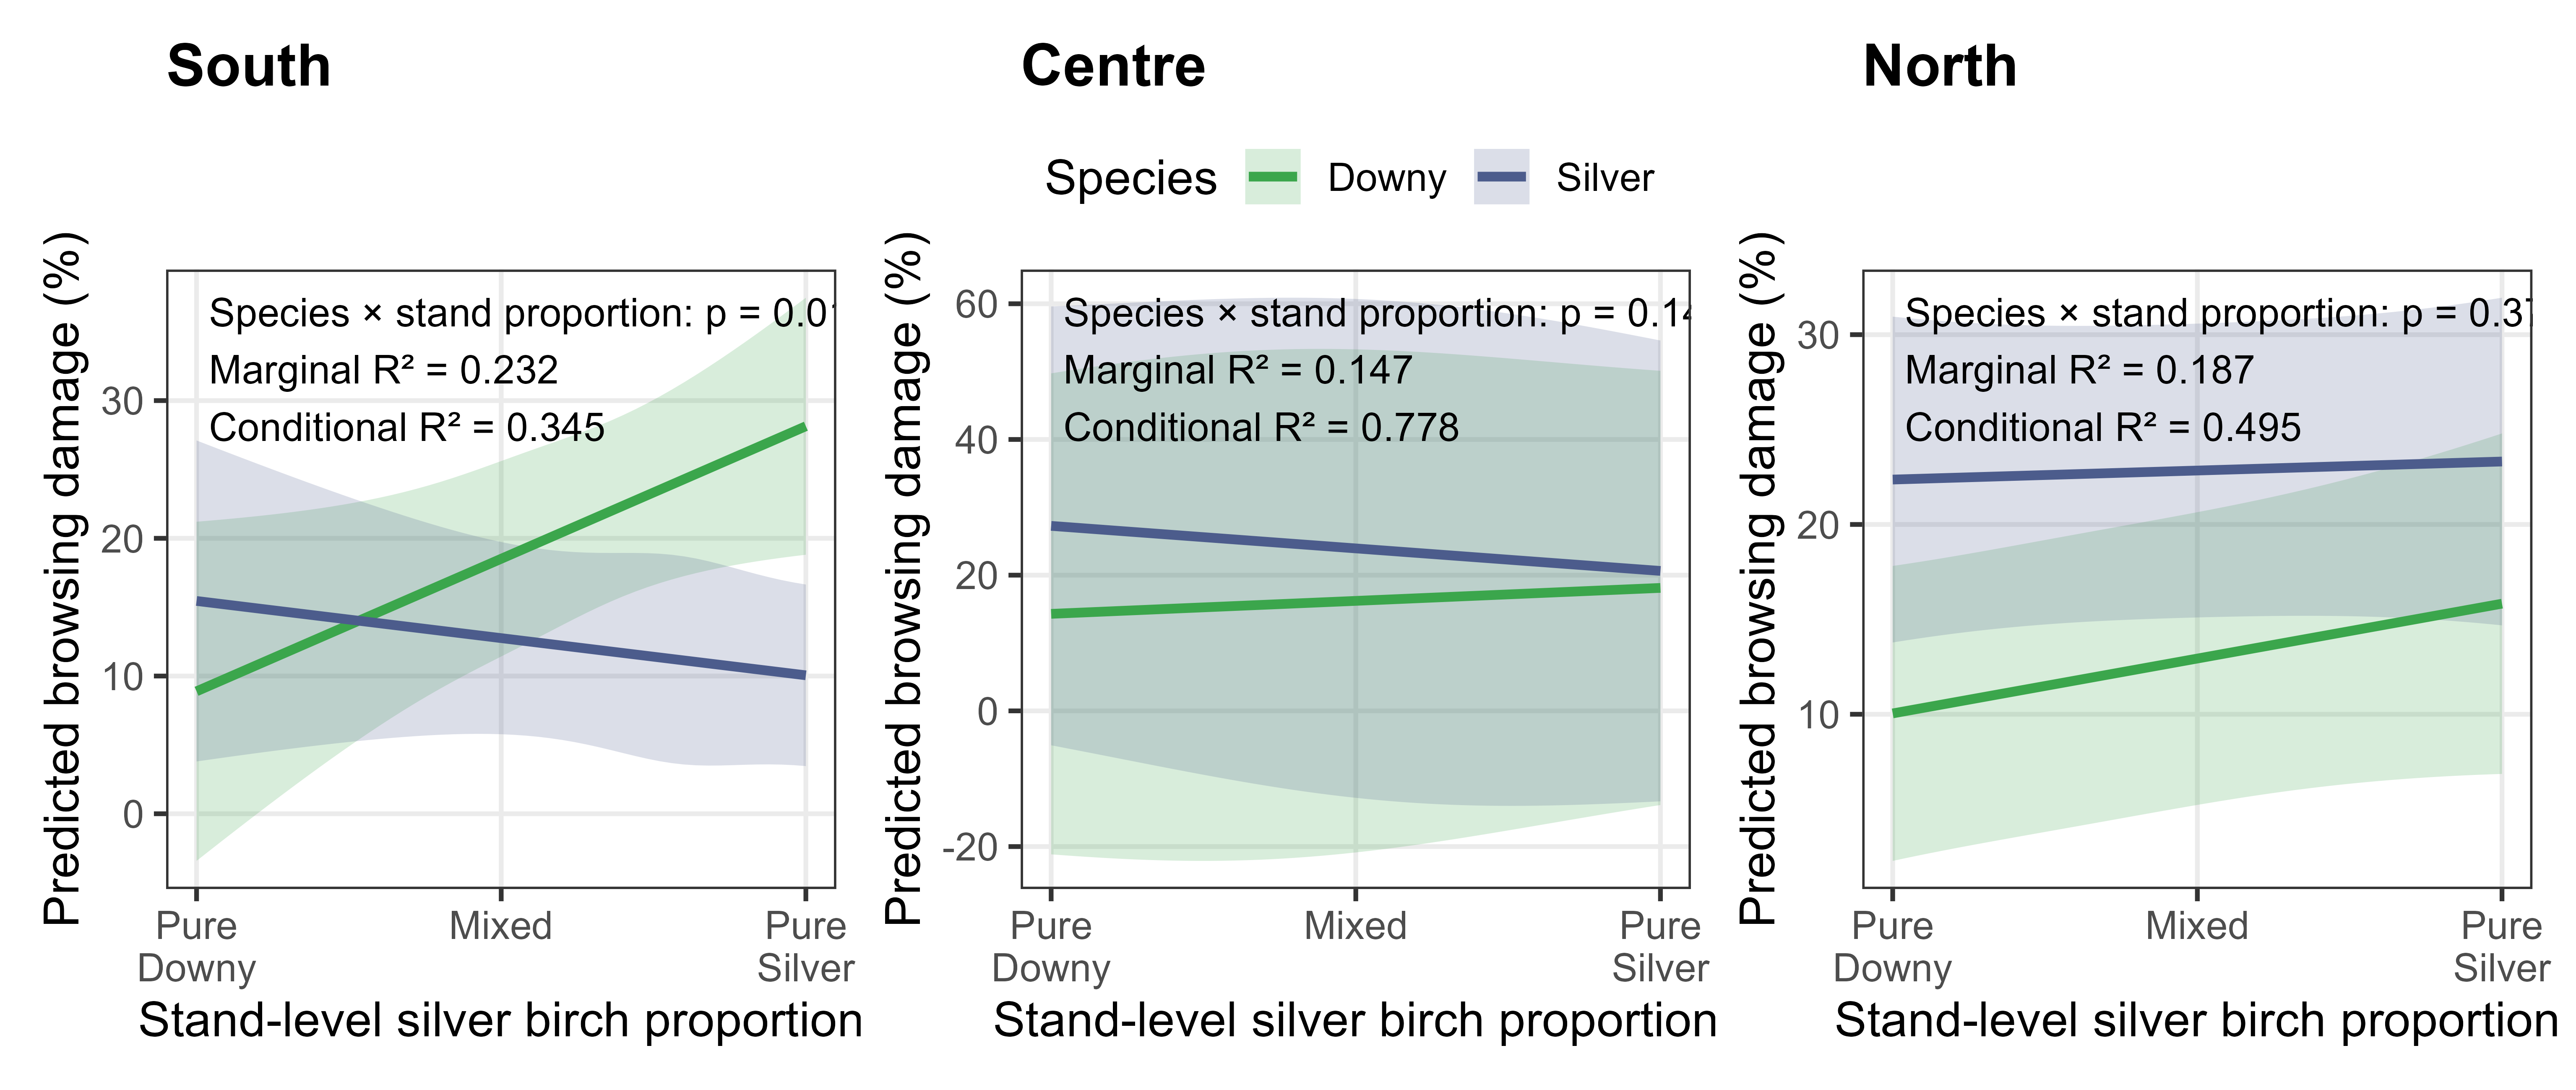 South
Centre
North
Species Downy Silver
Predicted browsing damage (%)
Species × stand proportion: p = 0.01
Marginal R² = 0.232
Conditional R² = 0.345
30
20
10
0
Pure Downy
Mixed
Pure Silver
Stand-level silver birch proportion
Predicted browsing damage (%)
Species × stand proportion: p = 0.14
Marginal R² = 0.147
Conditional R² = 0.778
60
40
20
0
-20
Pure Downy
Mixed
Pure Silver
Stand-level silver birch proportion
Predicted browsing damage (%)
Species × stand proportion: p = 0.37
Marginal R² = 0.187
Conditional R² = 0.495
30
20
10
Pure Downy
Mixed
Pure Silver
Stand-level silver birch proportion